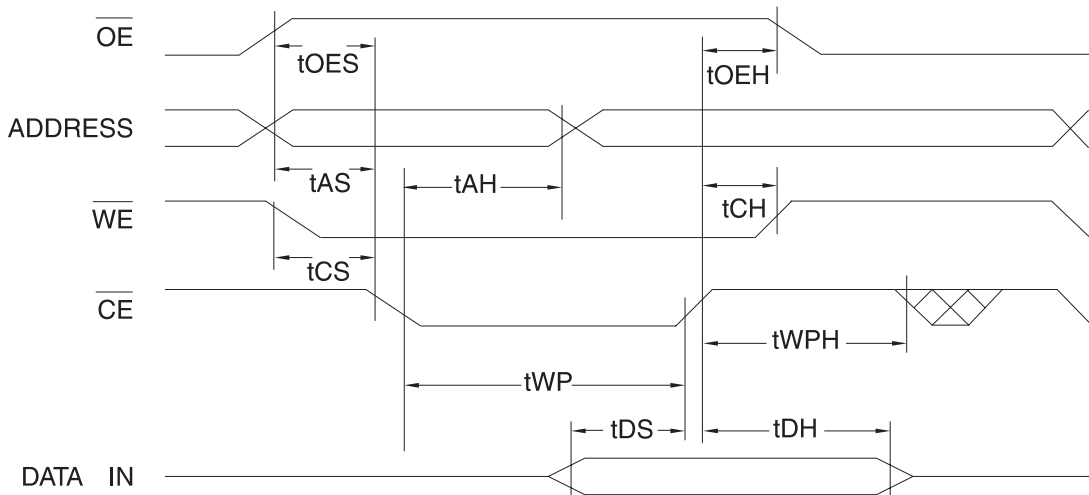 OE
tOES
tOEH
ADDRESS
tAS
tAH
tCH
WE
tCS
CE
tWPH
tWP
tDS
tDH
DATA IN